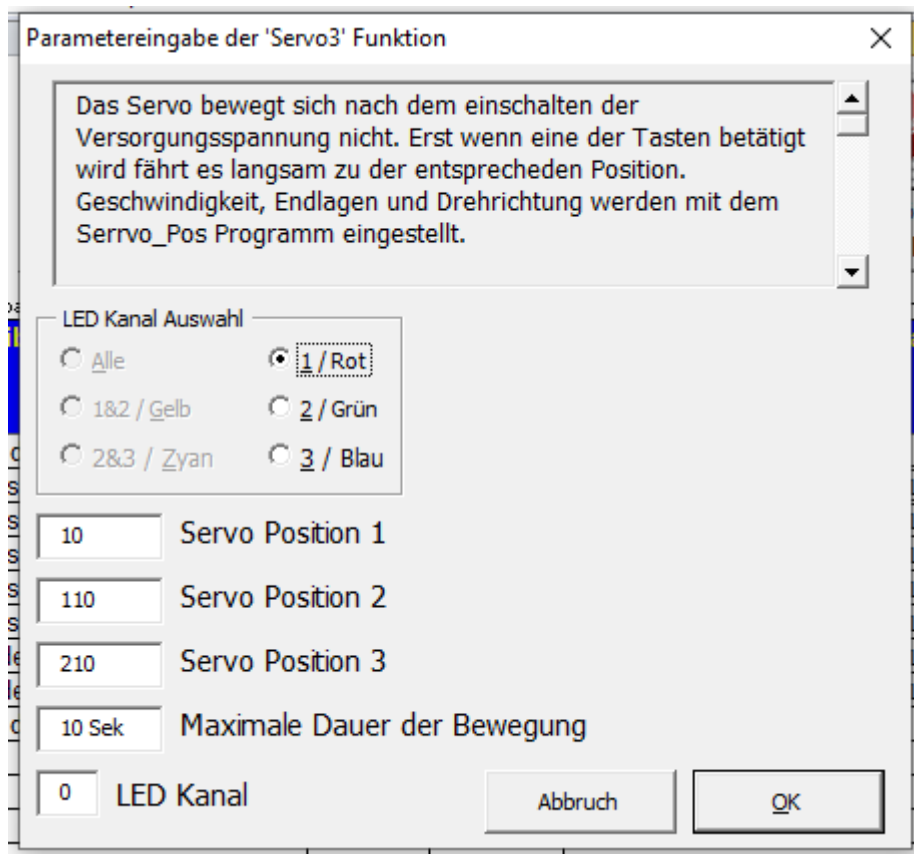 Parametereingabe der 'Servo3' Funktion
Das Servo bewegt sich nach dem einschalten der
Versorgungsspannung nicht. Erst wenn eine der Tasten betätigt
wird fährt es langsam zu der entsprecheden Position.
Geschwindigkeit, Endlagen und Drehrichtung werden mit dem
Serrvo_Pos Programm eingestellt.
LED Kanal Auswahl
Alle
1 / Rot
1&2 / Gelb
2 / Grün
2&3 / Zyan
3 / Blau
10 Servo Position 1
110 Servo Position 2
210 Servo Position 3
10 Sek Maximale Dauer der Bewegung
0 LED Kanal
Abbruch
OK